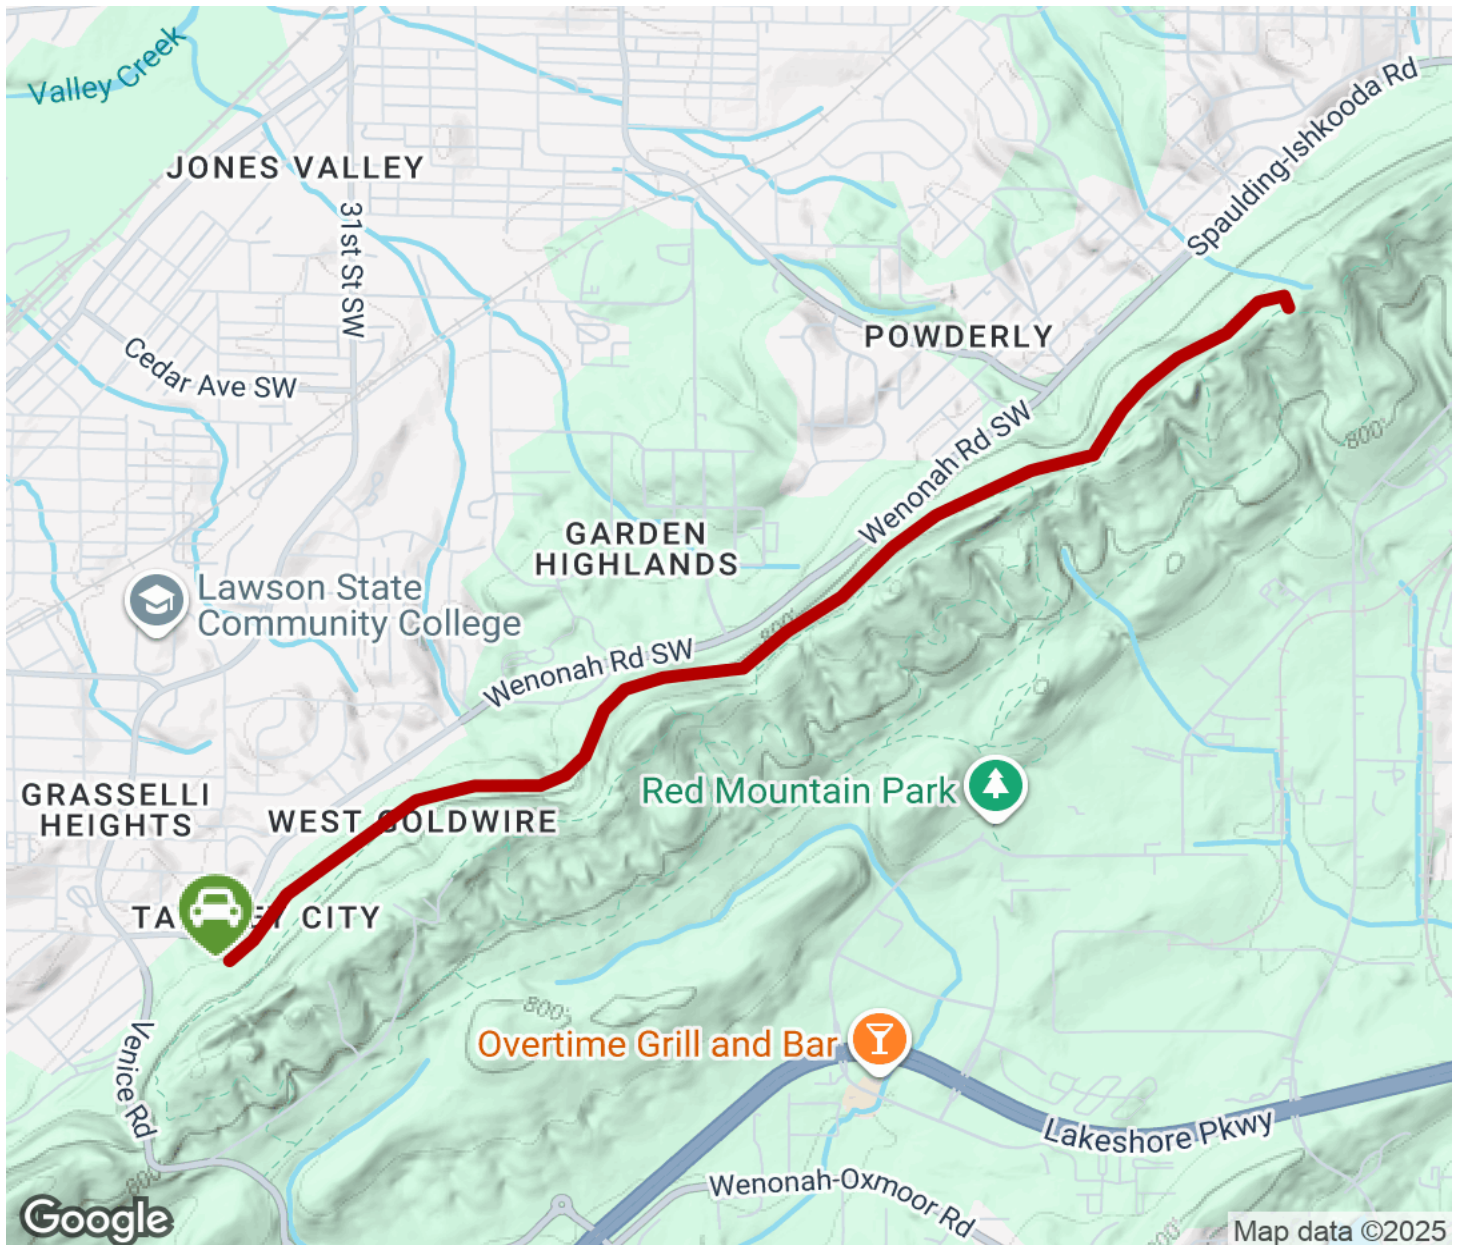 Valley Creek
JONES VALLEY
31st St SW
Spaulding-Ishkooda Rd
Cedar Ave SW
POWDERLY
800'
Wenonah Rd SW
GARDEN
HIGHLANDS
Lawson State
Community College
800'
Wenonah Rd SW
Red Mountain Park
GRASSELLI
HEIGHTS
WEST GOLDWIRE
CITY
800'
Overtime Grill and Bar
Venice Rd
Lakeshore Pkwy
800'
Wenonah-Oxmoor Rd
Google
Map data ©2025